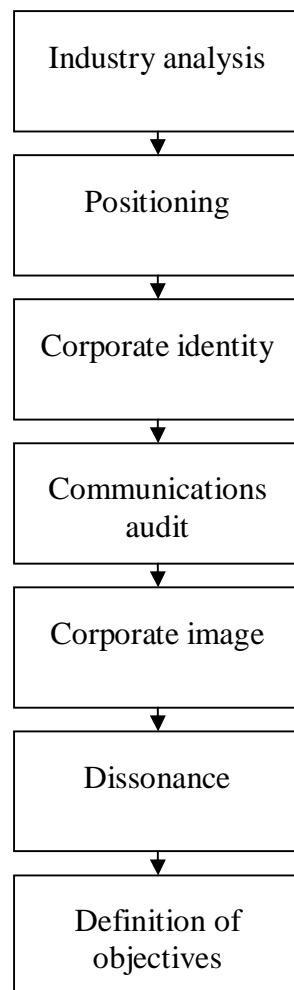 Industry analysis
Positioning
Corporate identity
Communications
audit
Corporate image
Dissonance
Definition of
objectives